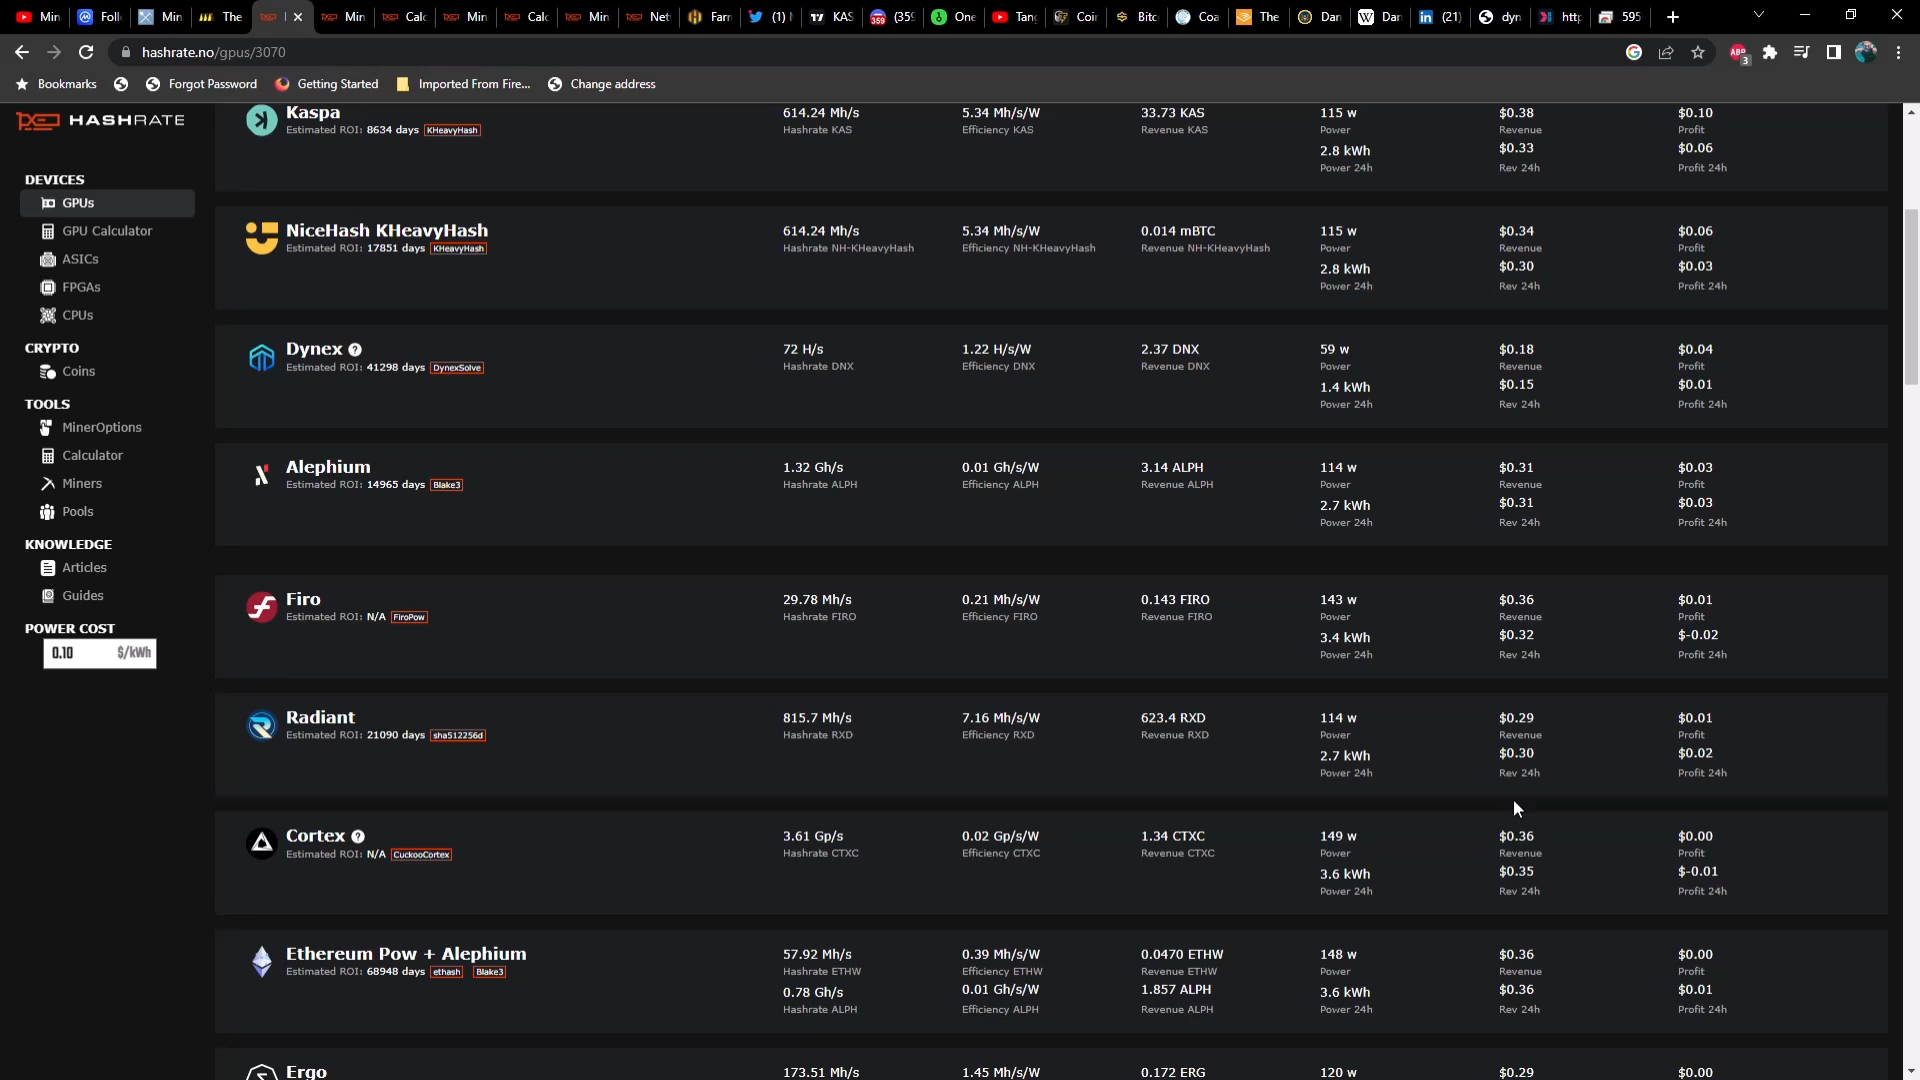 Min
Foll
Min
The
Min
Calc
Min
Calc
Min
Net
Farr
(1)
KAS
(359
One
Tang
Coi
Bitc
Coa
The
Dan
Dan
(21)
dyn
http
595
hashrate.no/gpus/3070
Bookmarks
Forgot Password
Getting Started
Imported From Fire...
Change address
ABP
3
HASHRATE
DEVICES
GPUs
GPU Calculator
ASICs
FPGAs
CPUs
CRYPTO
Coins
TOOLS
MinerOptions
Calculator
Miners
Pools
KNOWLEDGE
Articles
Guides
POWER COST
0.10 $/kWh
Kaspa 614.24 Mh/s 5.34 Mh/s/W 33.73 KAS 115 w $0.38 $0.10
Estimated ROI: 8634 days KHeavyHash Hashrate KAS Efficiency KAS Revenue KAS Power Revenue Profit
2.8 kWh $0.33 $0.06
Power 24h Rev 24h Profit 24h
NiceHash KHeavyHash 614.24 Mh/s 5.34 Mh/s/W 0.014 mBTC 115 w $0.34 $0.06
Estimated ROI: 17851 days KHeavyHash Hashrate NH-KHeavyHash Efficiency NH-KHeavyHash Revenue NH-KHeavyHash Power Revenue Profit
2.8 kWh $0.30 $0.03
Power 24h Rev 24h Profit 24h
Dynex ? 72 H/s 1.22 H/s/W 2.37 DNX 59 w $0.18 $0.04
Estimated ROI: 41298 days DynexSolve Hashrate DNX Efficiency DNX Revenue DNX Power Revenue Profit
1.4 kWh $0.15 $0.01
Power 24h Rev 24h Profit 24h
Alephium 1.32 Gh/s 0.01 Gh/s/W 3.14 ALPH 114 w $0.31 $0.03
Estimated ROI: 14965 days Blake3 Hashrate ALPH Efficiency ALPH Revenue ALPH Power Revenue Profit
2.7 kWh $0.31 $0.03
Power 24h Rev 24h Profit 24h
Firo 29.78 Mh/s 0.21 Mh/s/W 0.143 FIRO 143 w $0.36 $0.01
Estimated ROI: N/A FiroPow Hashrate FIRO Efficiency FIRO Revenue FIRO Power Revenue Profit
3.4 kWh $0.32 $-0.02
Power 24h Rev 24h Profit 24h
Radiant 815.7 Mh/s 7.16 Mh/s/W 623.4 RXD 114 w $0.29 $0.01
Estimated ROI: 21090 days sha512256d Hashrate RXD Efficiency RXD Revenue RXD Power Revenue Profit
2.7 kWh $0.30 $0.02
Power 24h Rev 24h Profit 24h
Cortex ? 3.61 Gp/s 0.02 Gp/s/W 1.34 CTXC 149 w $0.36 $0.00
Estimated ROI: N/A CuckooCortex Hashrate CTXC Efficiency CTXC Revenue CTXC Power Revenue Profit
3.6 kWh $0.35 $-0.01
Power 24h Rev 24h Profit 24h
Ethereum Pow + Alephium 57.92 Mh/s 0.39 Mh/s/W 0.0470 ETHW 148 w $0.36 $0.00
Estimated ROI: 68948 days ethash Blake3 Hashrate ETHW Efficiency ETHW Revenue ETHW Power Revenue Profit
0.78 Gh/s 0.01 Gh/s/W 1.857 ALPH 3.6 kWh $0.36 $0.01
Hashrate ALPH Efficiency ALPH Revenue ALPH Power 24h Rev 24h Profit 24h
Ergo 173.51 Mh/s 1.45 Mh/s/W 0.172 ERG 120 w $0.29 $0.00